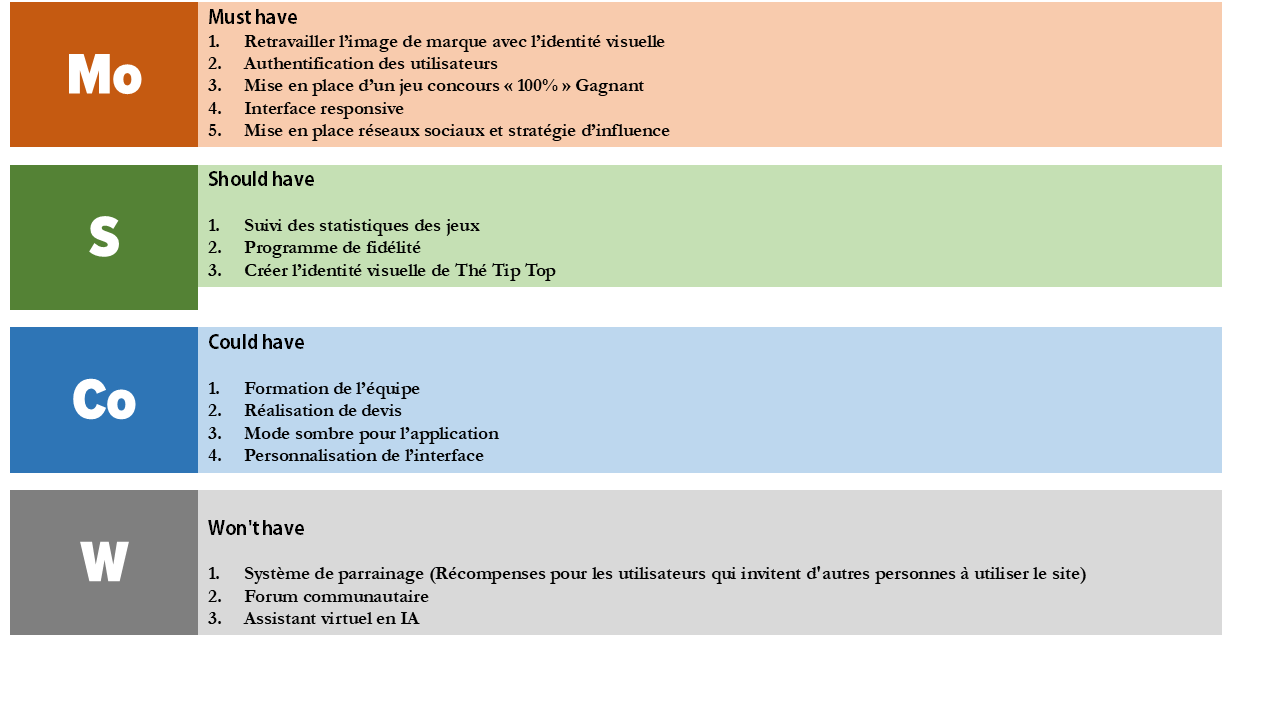 Mo
Must have
1. Retravailler l’image de marque avec l’identité visuelle
2. Authentification des utilisateurs
3. Mise en place d’un jeu concours « 100% » Gagnant
4. Interface responsive
5. Mise en place réseaux sociaux et stratégie d’influence
S
Should have
1. Suivi des statistiques des jeux
2. Programme de fidélité
3. Créer l’identité visuelle de Thé Tip Top
Co
Could have
1. Formation de l’équipe
2. Réalisation de devis
3. Mode sombre pour l’application
4. Personnalisation de l’interface
W
Won't have
1. Système de parrainage (Récompenses pour les utilisateurs qui invitent d'autres personnes à utiliser le site)
2. Forum communautaire
3. Assistant virtuel en IA